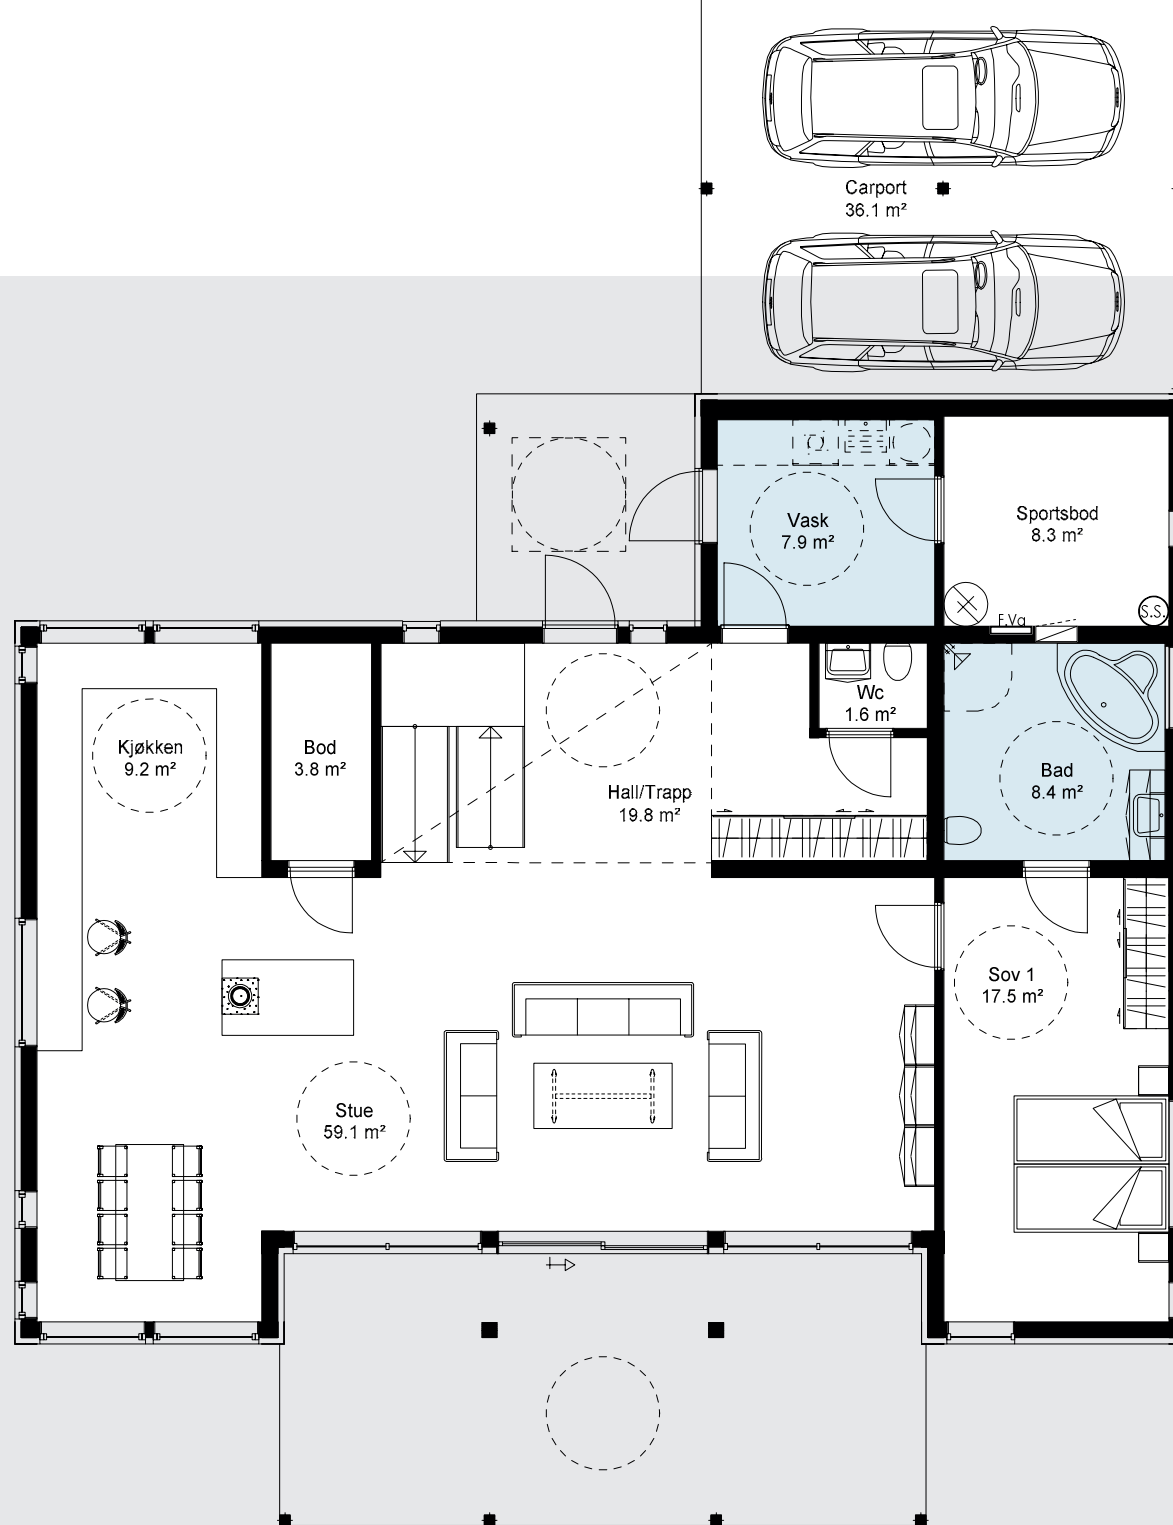 Carport
36.1 m²
Vask
7.9 m²
Sportsbod
8.3 m²
S.S.
F.Vg
Kjøkken
9.2 m²
Bod
3.8 m²
Hall/Trapp
19.8 m²
Wc
1.6 m²
Bad
8.4 m²
Sov 1
17.5 m²
Stue
59.1 m²